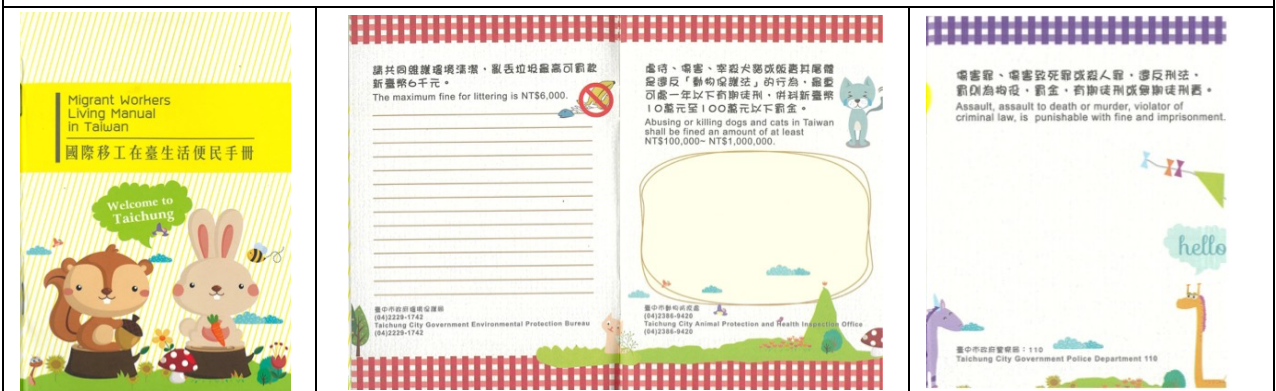 Migrant Workers
Living Manual
in Taiwan
國際移工在臺生活便民手冊
Welcome to
Taichung
請共同維護環境清潔，亂丟垃圾最高可罰款
新臺幣6千元。
The maximum fine for littering is NT$6,000.
臺中市政府環境保護局
(04)2229-1742
Taichung City Government Environmental Protection Bureau
(04)2229-1742
虐待、傷害、宰殺犬貓或販賣其屠體
是違反「動物保護法」的行為，最重
可處一年以下有期徒刑，併科新臺幣
10萬元至100萬元以下罰金。
Abusing or killing dogs and cats in Taiwan
shall be fined an amount of at least
NT$100,000~ NT$1,000,000.
臺中市動物保護處
(04)2386-9420
Taichung City Animal Protection and Health Inspection Office
(04)2386-9420
傷害罪、傷害致死罪或殺人罪，違反刑法。
罰則為拘役，罰金，有期徒刑或無期徒刑者。
Assault, assault to death or murder, violator of
criminal law, is punishable with fine and imprisonment.
hello
臺中市政府警察局：110
Taichung City Government Police Department 110